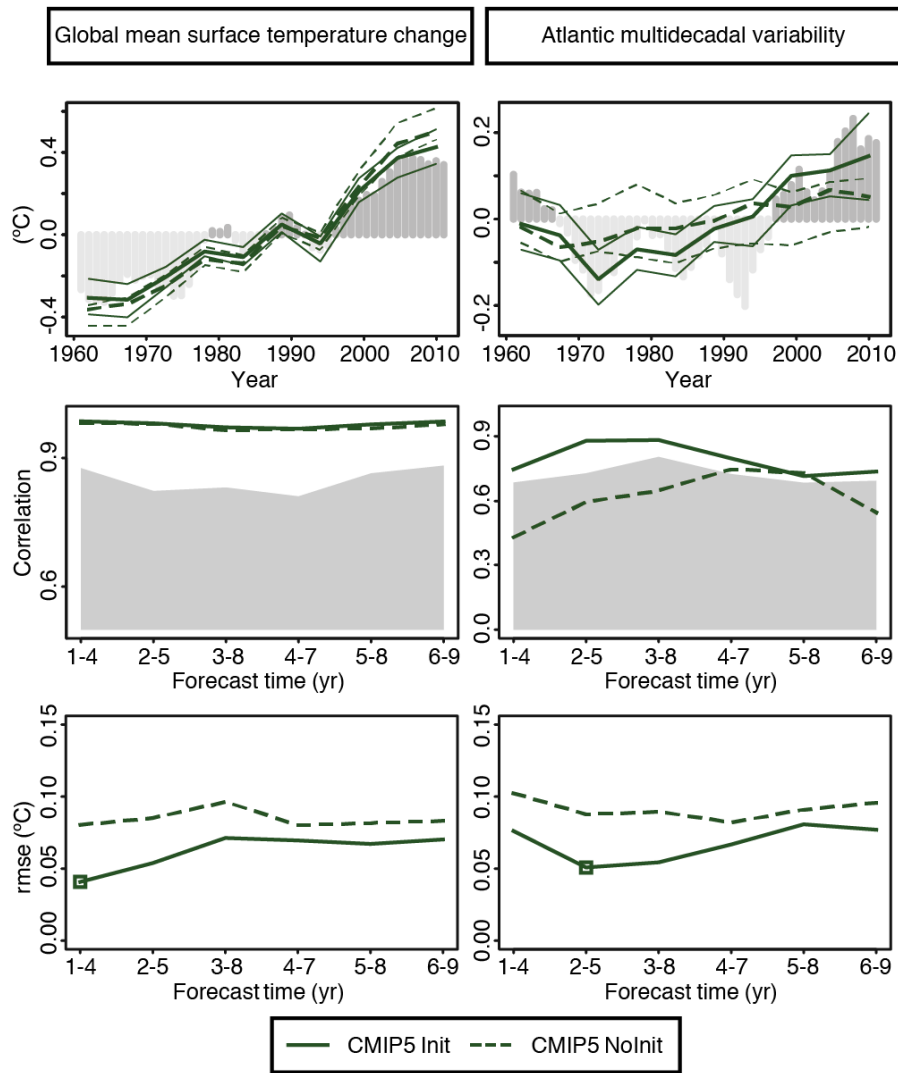 Global mean surface temperature change
Atlantic multidecadal variability
(ºC)
0.4
0.0
-0.4
1960 1970 1980 1990 2000 2010
Year
0.2
0.0
-0.2
1960 1970 1980 1990 2000 2010
Year
Correlation
0.9
0.6
1-4 2-5 3-8 4-7 5-8 6-9
Forecast time (yr)
0.9
0.6
0.3
0.0
1-4 2-5 3-8 4-7 5-8 6-9
Forecast time (yr)
rmse (ºC)
0.15
0.10
0.05
0.00
1-4 2-5 3-8 4-7 5-8 6-9
Forecast time (yr)
0.15
0.10
0.05
0.00
1-4 2-5 3-8 4-7 5-8 6-9
Forecast time (yr)
CMIP5 Init CMIP5 NoInit